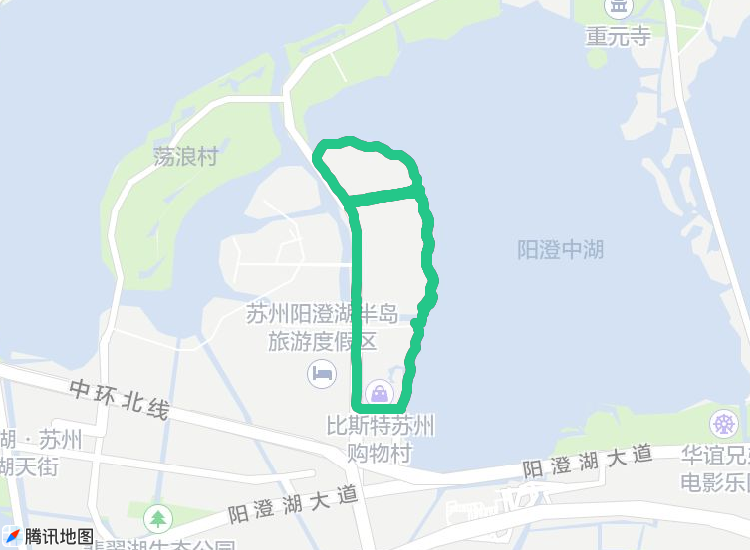 重元寺
荡浪村
阳澄中湖
苏州阳澄湖半岛
旅游度假区
中环北线
比斯特苏州
购物村
湖·苏州
湖天街
阳澄湖大道
华谊兄
电影乐
阳澄湖大道
腾讯地图
翡翠湖生态公园